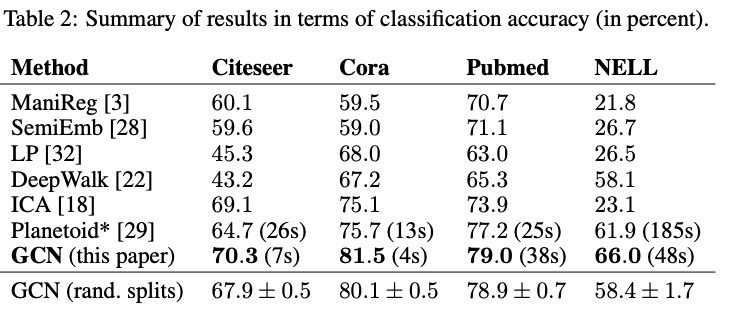 Table 2: Summary of results in terms of classification accuracy (in percent).
Method Citeseer Cora Pubmed NELL
ManiReg [3] 60.1 59.5 70.7 21.8
SemiEmb [28] 59.6 59.0 71.1 26.7
LP [32] 45.3 68.0 63.0 26.5
DeepWalk [22] 43.2 67.2 65.3 58.1
ICA [18] 69.1 75.1 73.9 23.1
Planetoid* [29] 64.7 (26s) 75.7 (13s) 77.2 (25s) 61.9 (185s)
GCN (this paper) 70.3 (7s) 81.5 (4s) 79.0 (38s) 66.0 (48s)
GCN (rand. splits) 67.9 ± 0.5 80.1 ± 0.5 78.9 ± 0.7 58.4 ± 1.7